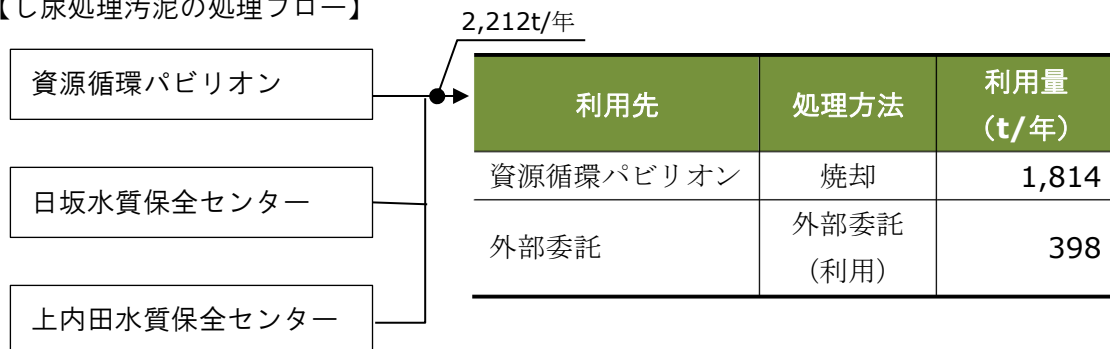 【し尿処理汚泥の処理フロー】
2,212t/年
資源循環パビリオン
日坂水質保全センター
上内田水質保全センター
利用先 処理方法 利用量
（t/年）
資源循環パビリオン 焼却 1,814
外部委託 外部委託
（利用） 398